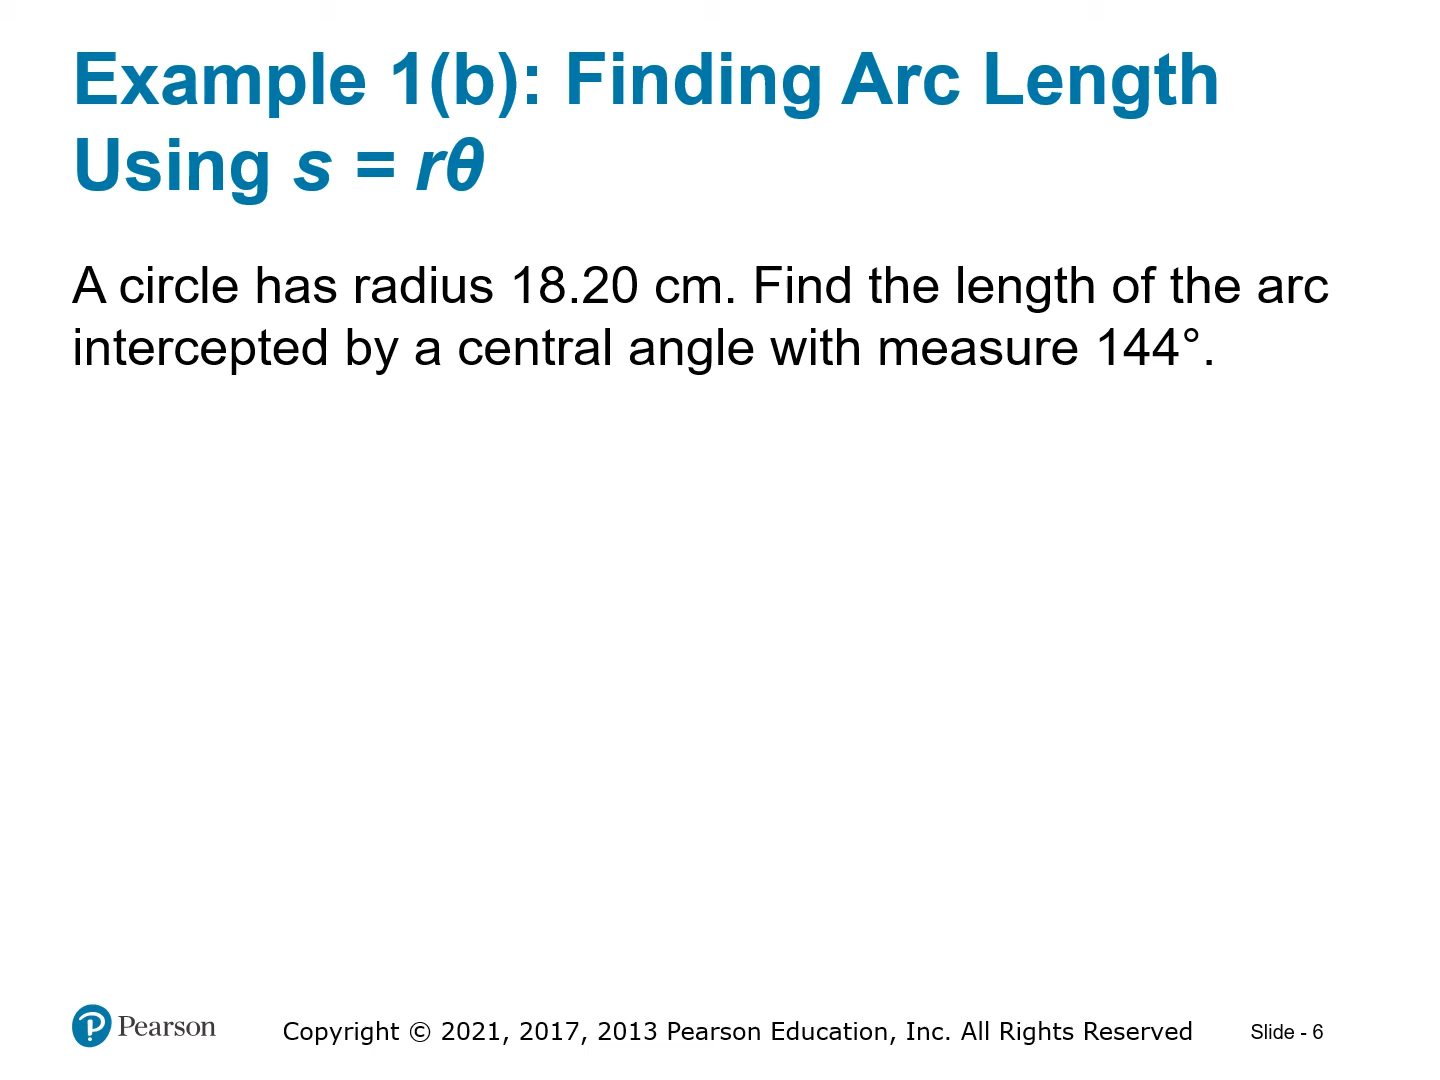 Example 1(b): Finding Arc Length
Using s = rθ
A circle has radius 18.20 cm. Find the length of the arc
intercepted by a central angle with measure 144°.
Pearson
Copyright © 2021, 2017, 2013 Pearson Education, Inc. All Rights Reserved
Slide - 6